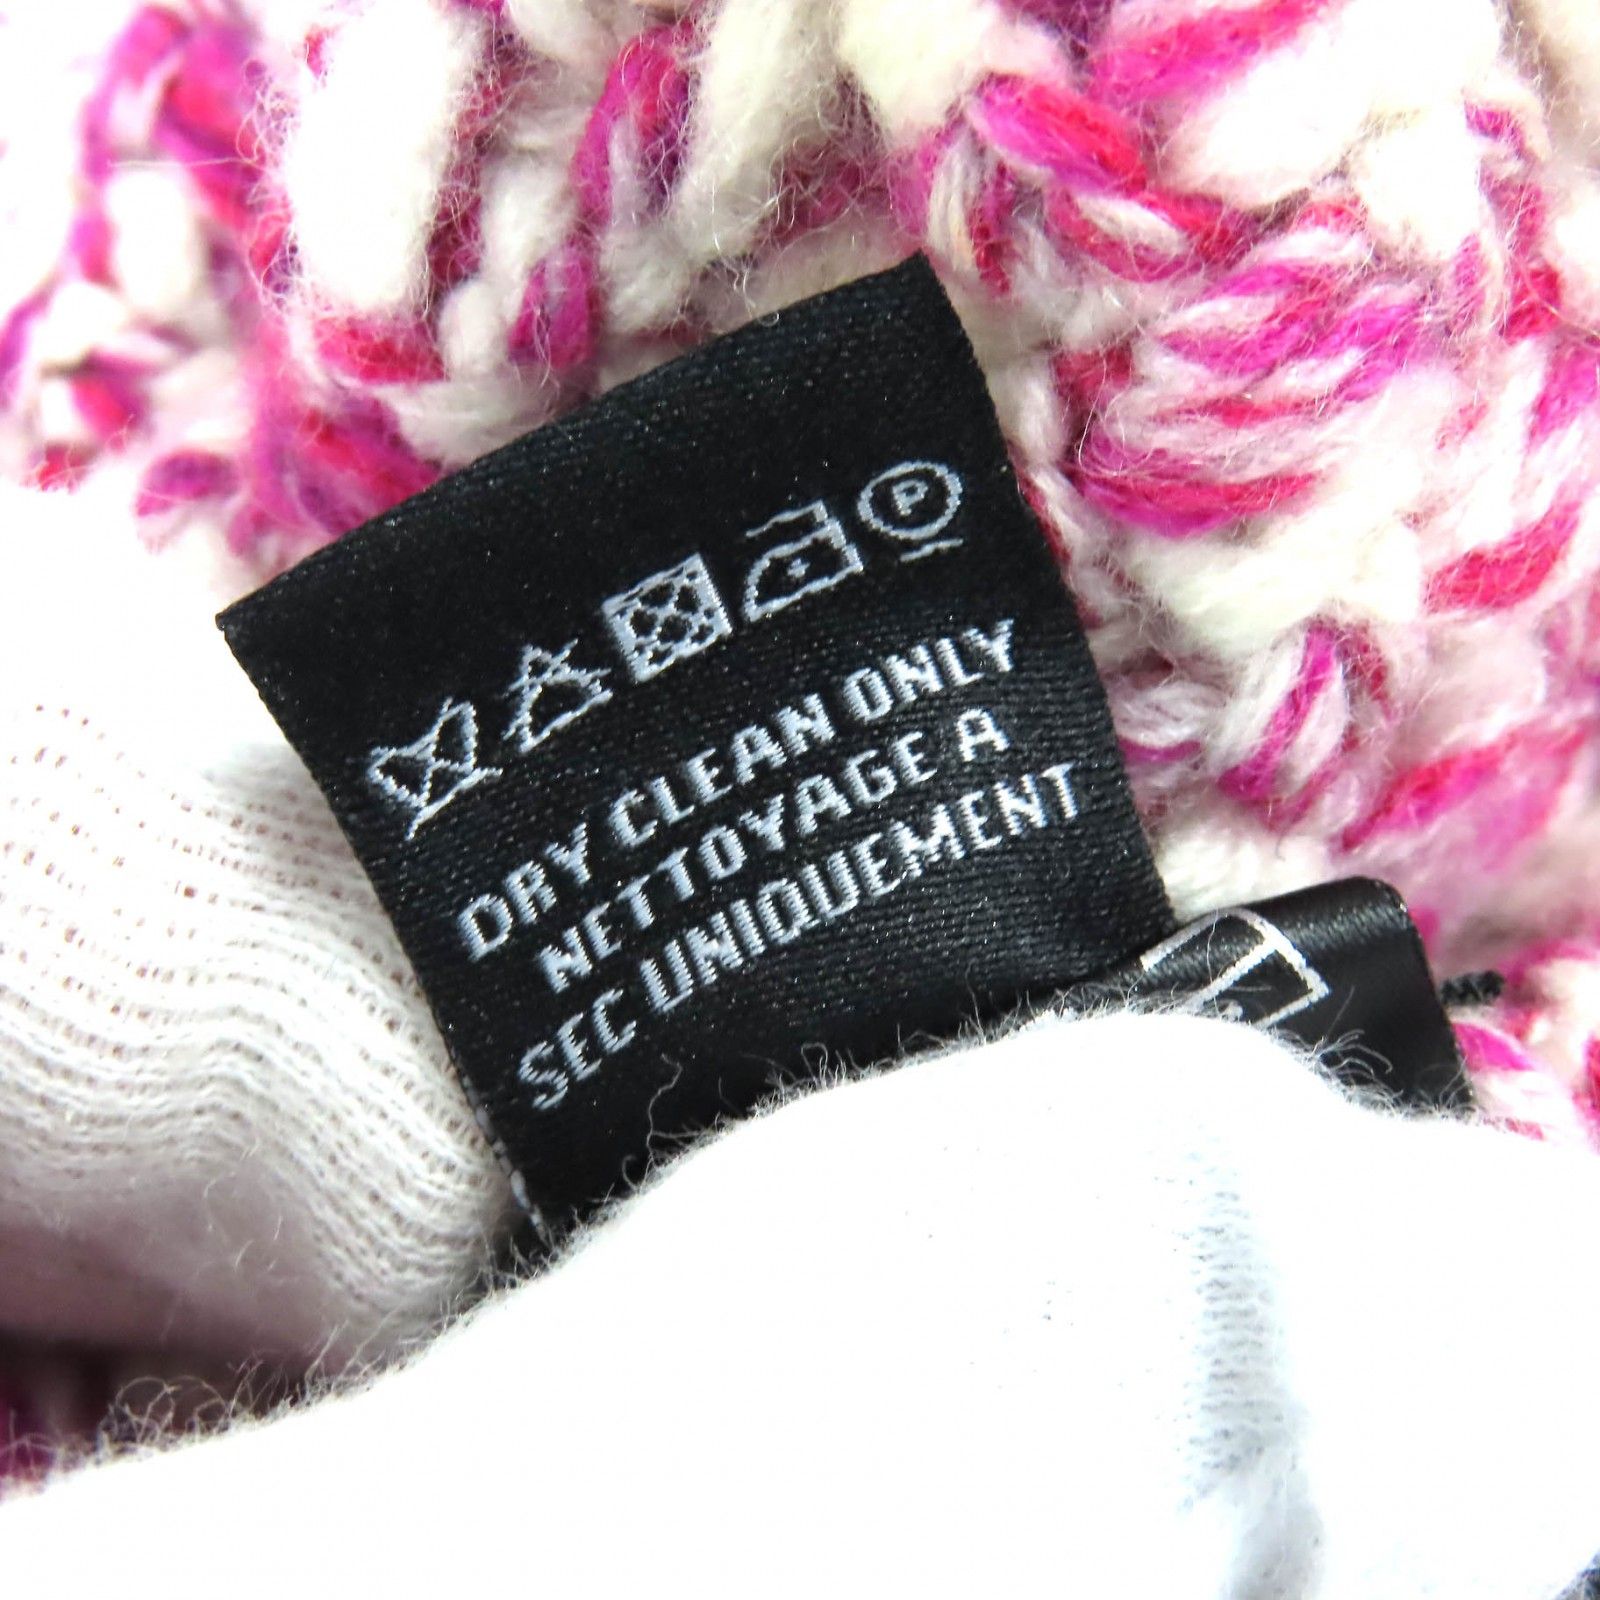 P
DRY CLEAN ONLY
NETTOYAGE A
SEC UNIQUEMENT